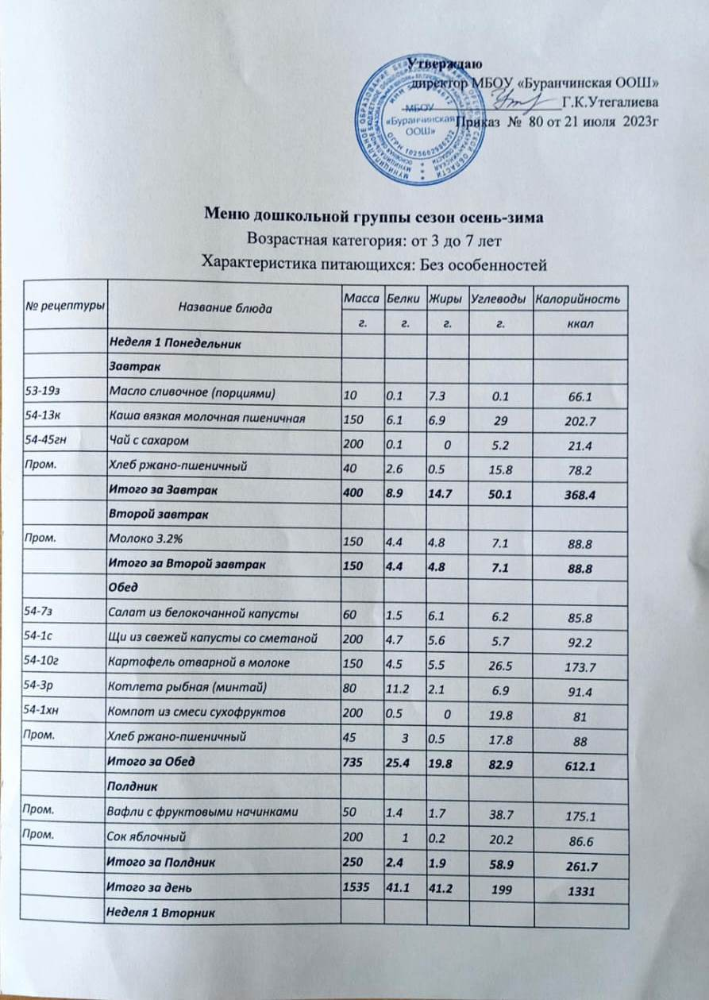 Утверждаю
директор МБОУ «Буранчинская ООШ»
Г.К.Утегалиева
Приказ № 80 от 21 июля 2023г
МБОУ
«Буранчинская
ООШ»
Меню дошкольной группы сезон осень-зима
Возрастная категория: от 3 до 7 лет
Характеристика питающихся: Без особенностей
№ рецептуры Название блюда Масса Белки Жиры Углеводы Калорийность
г. г. г. г. ккал
Неделя 1 Понедельник
Завтрак
53-19з Масло сливочное (порциями) 10 0.1 7.3 0.1 66.1
54-13к Каша вязкая молочная пшеничная 150 6.1 6.9 29 202.7
54-45гн Чай с сахаром 200 0.1 0 5.2 21.4
Пром. Хлеб ржано-пшеничный 40 2.6 0.5 15.8 78.2
Итого за Завтрак 400 8.9 14.7 50.1 368.4
Второй завтрак
Пром. Молоко 3.2% 150 4.4 4.8 7.1 88.8
Итого за Второй завтрак 150 4.4 4.8 7.1 88.8
Обед
54-7з Салат из белокочанной капусты 60 1.5 6.1 6.2 85.8
54-1с Щи из свежей капусты со сметаной 200 4.7 5.6 5.7 92.2
54-10г Картофель отварной в молоке 150 4.5 5.5 26.5 173.7
54-3р Котлета рыбная (минтай) 80 11.2 2.1 6.9 91.4
54-1хн Компот из смеси сухофруктов 200 0.5 0 19.8 81
Пром. Хлеб ржано-пшеничный 45 3 0.5 17.8 88
Итого за Обед 735 25.4 19.8 82.9 612.1
Полдник
Пром. Вафли с фруктовыми начинками 50 1.4 1.7 38.7 175.1
Пром. Сок яблочный 200 1 0.2 20.2 86.6
Итого за Полдник 250 2.4 1.9 58.9 261.7
Итого за день 1535 41.1 41.2 199 1331
Неделя 1 Вторник